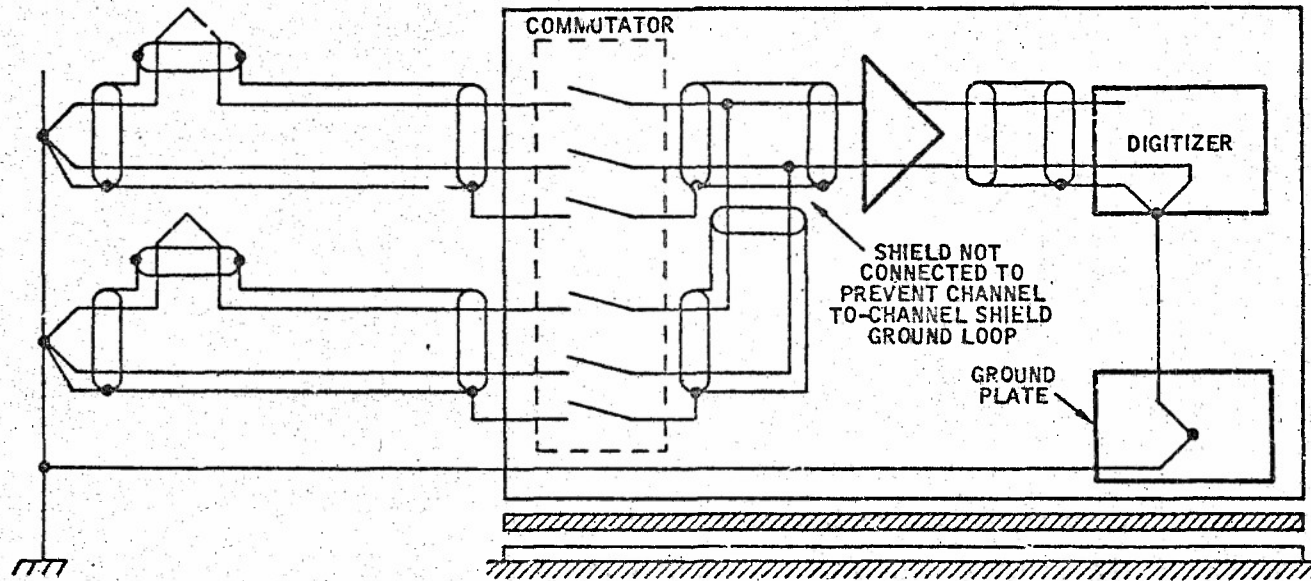 COMMUTATOR
DIGITIZER
SHIELD NOT
CONNECTED TO
PREVENT CHANNEL
TO-CHANNEL SHIELD
GROUND LOOP
GROUND
PLATE